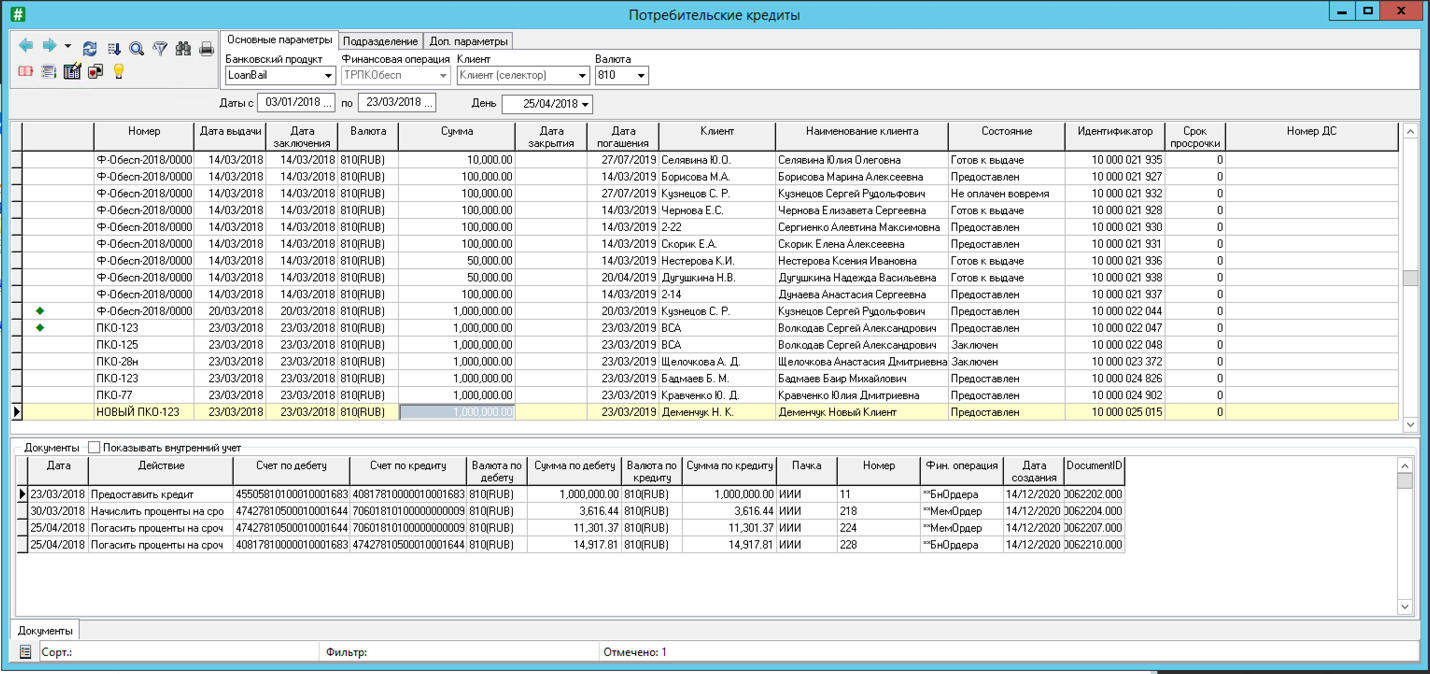 Потребительские кредиты
Основные параметры Подразделение Доп. параметры
Банковский продукт Финансовая операция Клиент Валюта
LoanBail ТРПКОбесп Клиент (селектор) 810
Даты с 03/01/2018 ... по 23/03/2018 ... День 25/04/2018
Номер Дата выдачи Дата заключения Валюта Сумма Дата закрытия Дата погашения Клиент Наименование клиента Состояние Идентификатор Срок просрочки Номер ДС
Ф-Обесп-2018/0000 14/03/2018 14/03/2018 810(RUB) 10,000.00 27/07/2019 Селявина Ю.О. Селявина Юлия Олеговна Готов к выдаче 10 000 021 935 0
Ф-Обесп-2018/0000 14/03/2018 14/03/2018 810(RUB) 100,000.00 14/03/2019 Борисова М.А. Борисова Марина Алексеевна Предоставлен 10 000 021 927 0
Ф-Обесп-2018/0000 14/03/2018 14/03/2018 810(RUB) 100,000.00 27/07/2019 Кузнецов С. Р. Кузнецов Сергей Рудольфович Не оплачен вовремя 10 000 021 932 0
Ф-Обесп-2018/0000 14/03/2018 14/03/2018 810(RUB) 100,000.00 14/03/2019 Чернова Е.С. Чернова Елизавета Сергеевна Готов к выдаче 10 000 021 928 0
Ф-Обесп-2018/0000 14/03/2018 14/03/2018 810(RUB) 100,000.00 14/03/2019 2-22 Сергиенко Алевтина Максимовна Предоставлен 10 000 021 930 0
Ф-Обесп-2018/0000 14/03/2018 14/03/2018 810(RUB) 100,000.00 14/03/2019 Скорик Е.А. Скорик Елена Алексеевна Предоставлен 10 000 021 931 0
Ф-Обесп-2018/0000 14/03/2018 14/03/2018 810(RUB) 50,000.00 14/03/2019 Нестерова К.И. Нестерова Ксения Ивановна Готов к выдаче 10 000 021 936 0
Ф-Обесп-2018/0000 14/03/2018 14/03/2018 810(RUB) 50,000.00 20/04/2019 Дугушкина Н.В. Дугушкина Надежда Васильевна Готов к выдаче 10 000 021 938 0
Ф-Обесп-2018/0000 14/03/2018 14/03/2018 810(RUB) 100,000.00 14/03/2019 2-14 Дунаева Анастасия Сергеевна Предоставлен 10 000 021 937 0
Ф-Обесп-2018/0000 20/03/2018 20/03/2018 810(RUB) 1,000,000.00 20/03/2019 Кузнецов С. Р. Кузнецов Сергей Рудольфович Предоставлен 10 000 022 044 0
ПКО-123 23/03/2018 23/03/2018 810(RUB) 1,000,000.00 23/03/2019 ВСА Волкодав Сергей Александрович Предоставлен 10 000 022 047 0
ПКО-125 23/03/2018 23/03/2018 810(RUB) 1,000,000.00 23/03/2019 ВСА Волкодав Сергей Александрович Заключен 10 000 022 048 0
ПКО-28н 23/03/2018 23/03/2018 810(RUB) 1,000,000.00 23/03/2019 Щелочкова А. Д. Щелочкова Анастасия Дмитриевна Заключен 10 000 023 372 0
ПКО-123 23/03/2018 23/03/2018 810(RUB) 1,000,000.00 23/03/2019 Бадмаев Б. М. Бадмаев Баир Михайлович Предоставлен 10 000 024 826 0
ПКО-77 23/03/2018 23/03/2018 810(RUB) 1,000,000.00 23/03/2019 Кравченко Ю. Д. Кравченко Юлия Дмитриевна Предоставлен 10 000 024 902 0
НОВЫЙ ПКО-123 23/03/2018 23/03/2018 810(RUB) 1,000,000.00 23/03/2019 Деменчук Н. К. Деменчук Новый Клиент Предоставлен 10 000 025 015 0
Документы Показывать внутренний учет
Дата Действие Счет по дебету Счет по кредиту Валюта по дебету Сумма по дебету Валюта по кредиту Сумма по кредиту Пачка Номер Фин. операция Дата создания DocumentID
23/03/2018 Предоставить кредит 45505810100010001683 40817810000010001683 810(RUB) 1,000,000.00 810(RUB) 1,000,000.00 ИИИ 11 **БнОрдера 14/12/2020 0062202.000
30/03/2018 Начислить проценты на сро 47427810500010001644 70601810100000000009 810(RUB) 3,616.44 810(RUB) 3,616.44 ИИИ 218 **МемОрдер 14/12/2020 0062204.000
25/04/2018 Погасить проценты на сроч 47427810500010001644 70601810100000000009 810(RUB) 11,301.37 810(RUB) 11,301.37 ИИИ 224 **МемОрдер 14/12/2020 0062207.000
25/04/2018 Погасить проценты на сроч 40817810000010001683 47427810500010001644 810(RUB) 14,917.81 810(RUB) 14,917.81 ИИИ 228 **БнОрдера 14/12/2020 0062210.000
Документы
Сорт.: Фильтр: Отмечено: 1